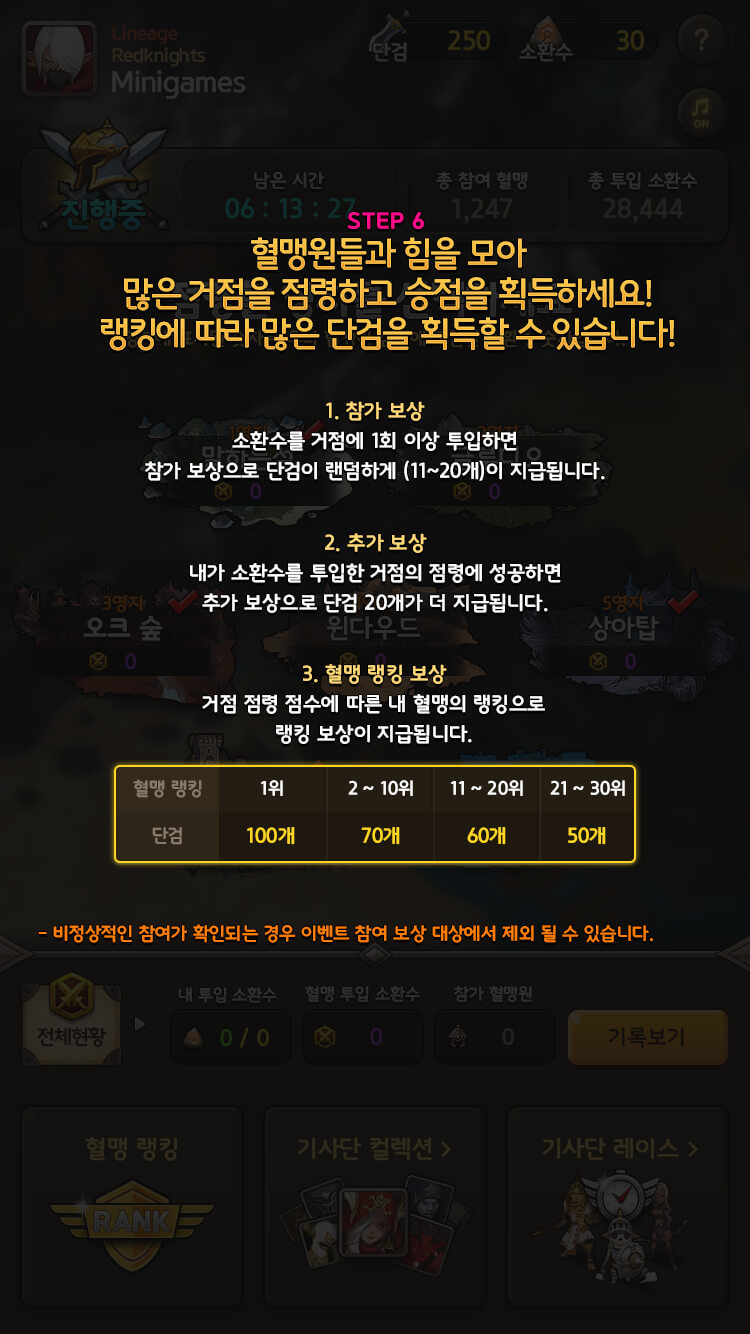 Lineage
Redknights
Minigames
단검
250
소환수
30
?
ON
진행중
남은 시간
06 : 13 : 27
총 참여 혈맹
1,247
총 투입 소환수
28,444
STEP 6
혈맹원들과 힘을 모아
많은 거점을 점령하고 승점을 획득하세요!
랭킹에 따라 많은 단검을 획득할 수 있습니다!
1. 참가 보상
소환수를 거점에 1회 이상 투입하면
참가 보상으로 단검이 랜덤하게 (11~20개)이 지급됩니다.
0
0
2. 추가 보상
내가 소환수를 투입한 거점의 점령에 성공하면
추가 보상으로 단검 20개가 더 지급됩니다.
3영지
오크 숲
0
윈다우드
5영지
상아탑
0
3. 혈맹 랭킹 보상
거점 점령 점수에 따른 내 혈맹의 랭킹으로
랭킹 보상이 지급됩니다.
혈맹 랭킹 1위 2 ~ 10위 11 ~ 20위 21 ~ 30위
단검 100개 70개 60개 50개
- 비정상적인 참여가 확인되는 경우 이벤트 참여 보상 대상에서 제외 될 수 있습니다.
전체현황
내 투입 소환수
0 / 0
혈맹 투입 소환수
0
참가 혈맹원
0
기록보기
혈맹 랭킹
RANK
기사단 컬렉션 >
기사단 레이스 >